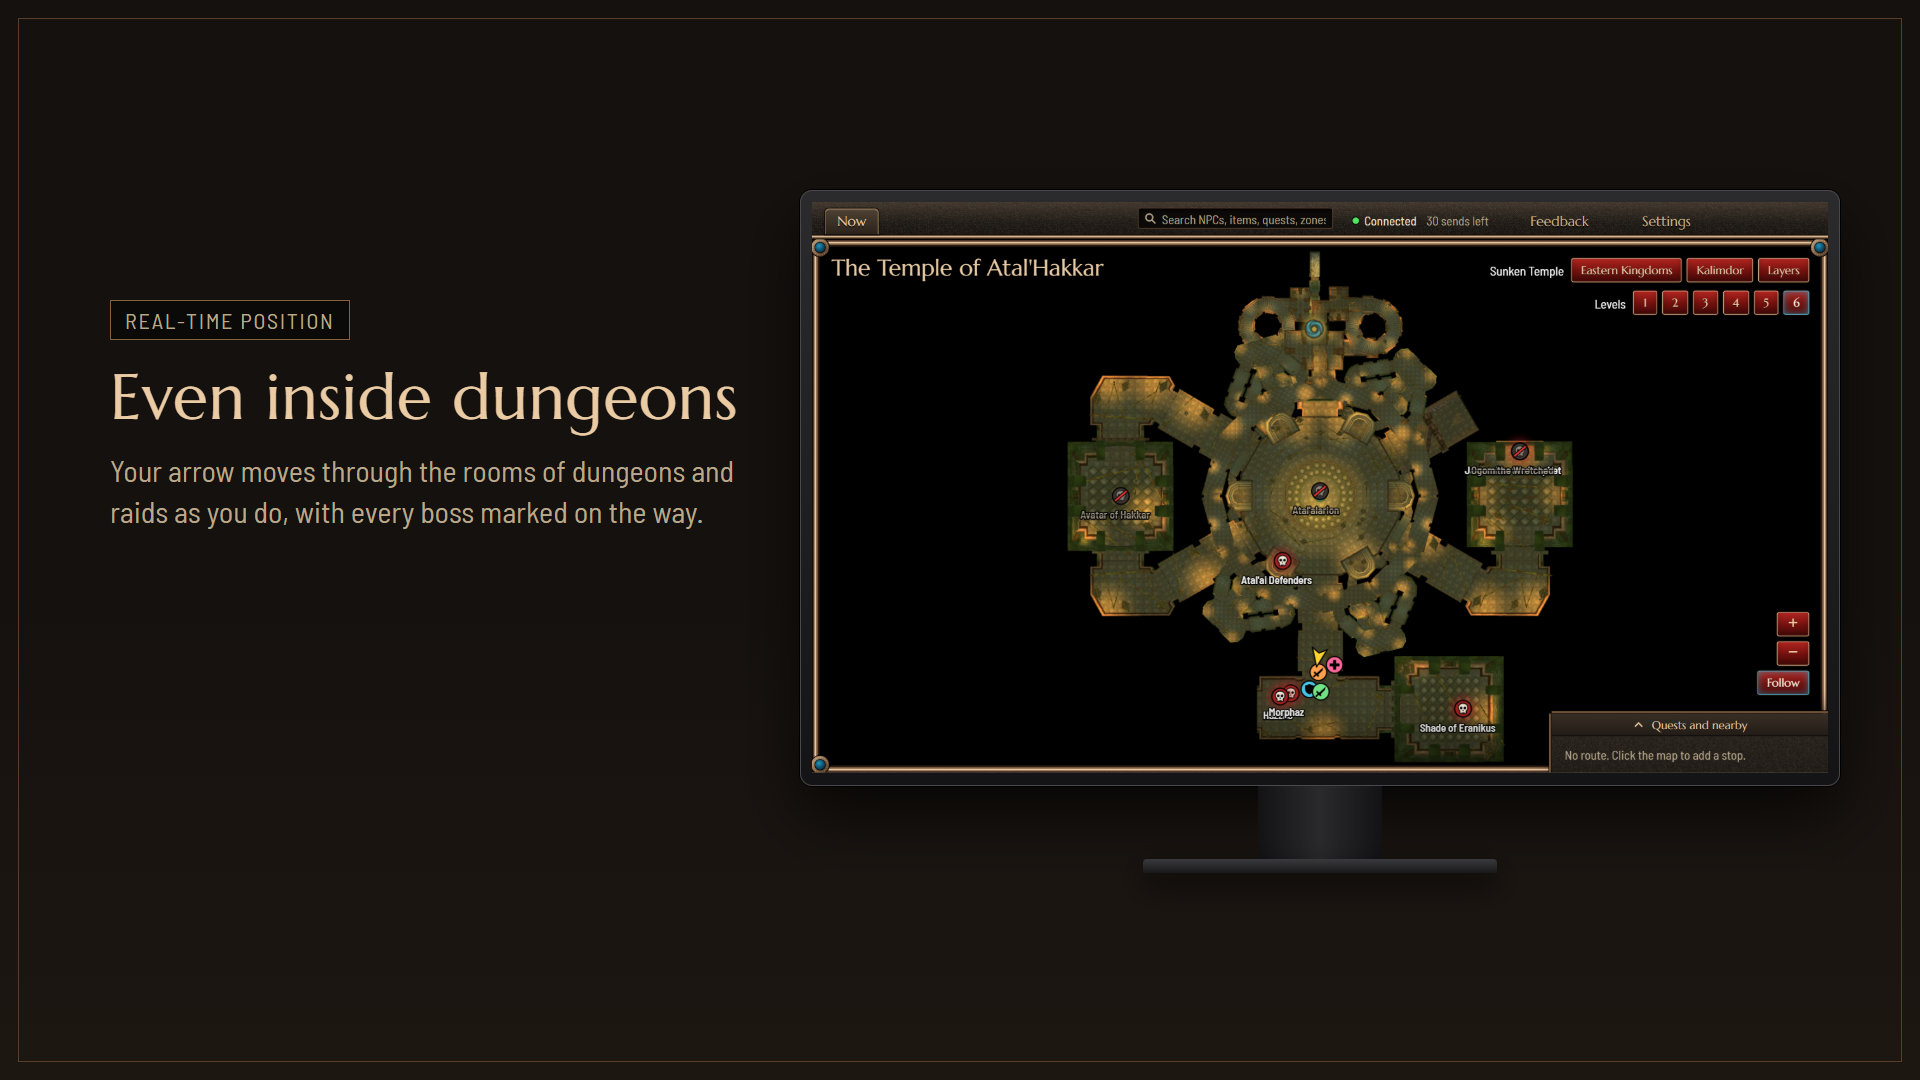 REAL-TIME POSITION
Even inside dungeons
Your arrow moves through the rooms of dungeons and
raids as you do, with every boss marked on the way.
Now
Search NPCs, items, quests, zones
Connected 30 sends left
Feedback
Settings
The Temple of Atal'Hakkar
Sunken Temple Eastern Kingdoms Kalimdor Layers
Levels 1 2 3 4 5 6
Avatar of Hakkar
Atal'alarion
Atal'ai Defenders
Morphaz
Shade of Eranikus
+
−
Follow
Quests and nearby
No route. Click the map to add a stop.